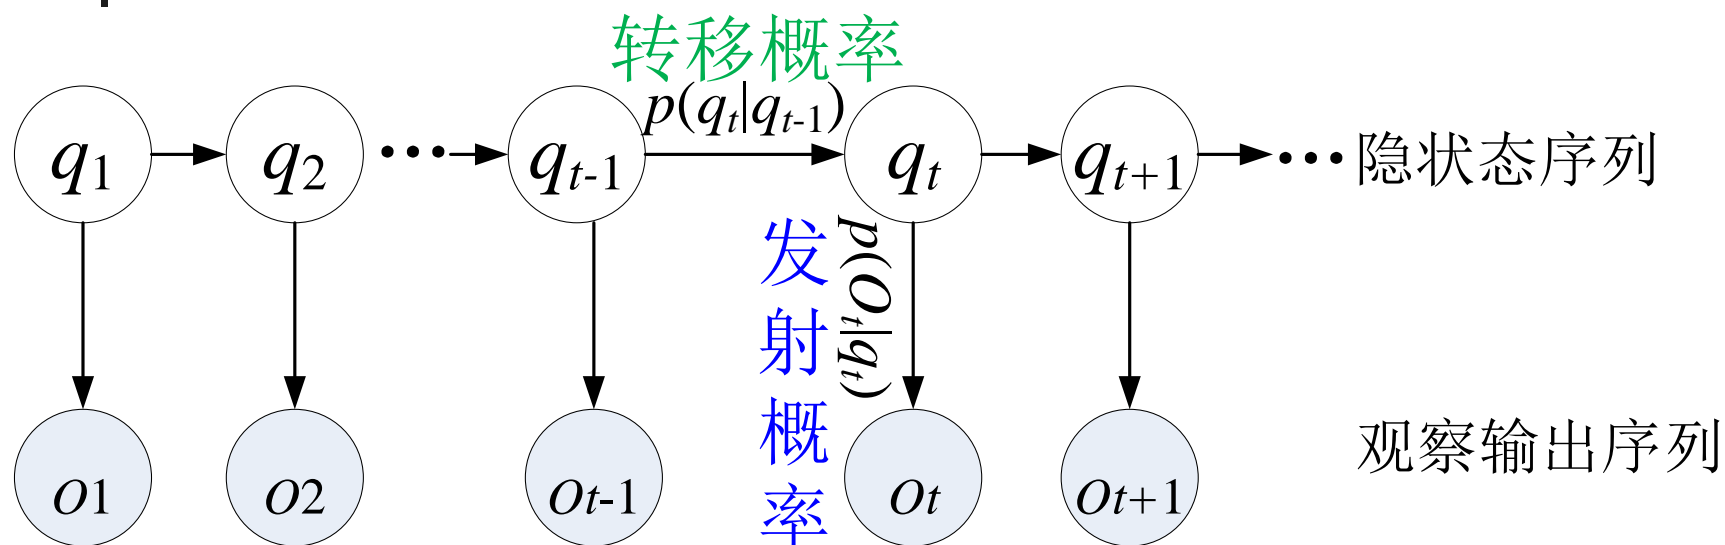 转移概率
p(qt|qt-1)
q1 q2 ••• qt-1 qt qt+1 ••• 隐状态序列
发射概率
p(Ot|qt)
O1 O2 Ot-1 Ot Ot+1 观察输出序列